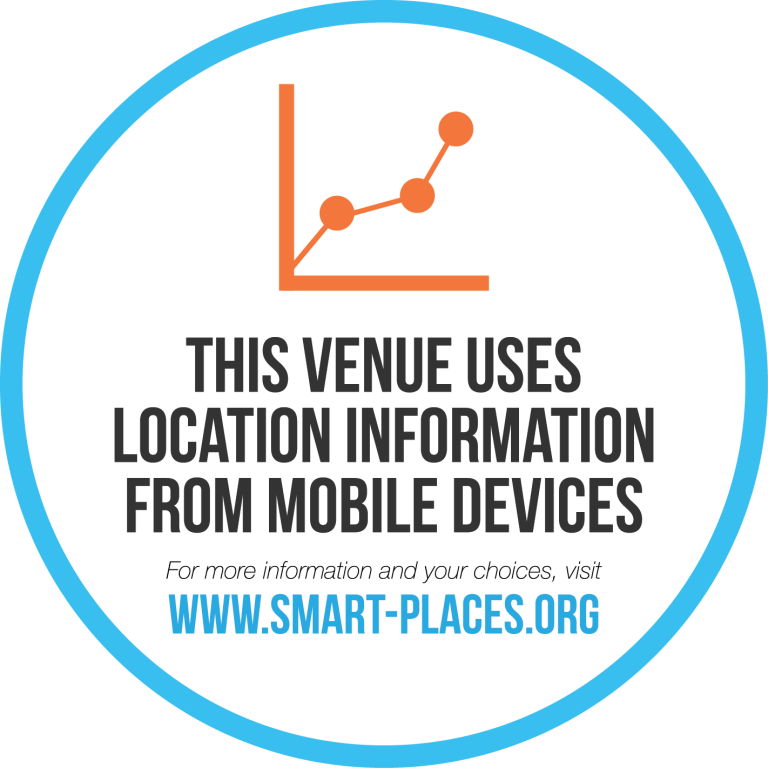 THIS VENUE USES
LOCATION INFORMATION
FROM MOBILE DEVICES
For more information and your choices, visit
WWW.SMART-PLACES.ORG